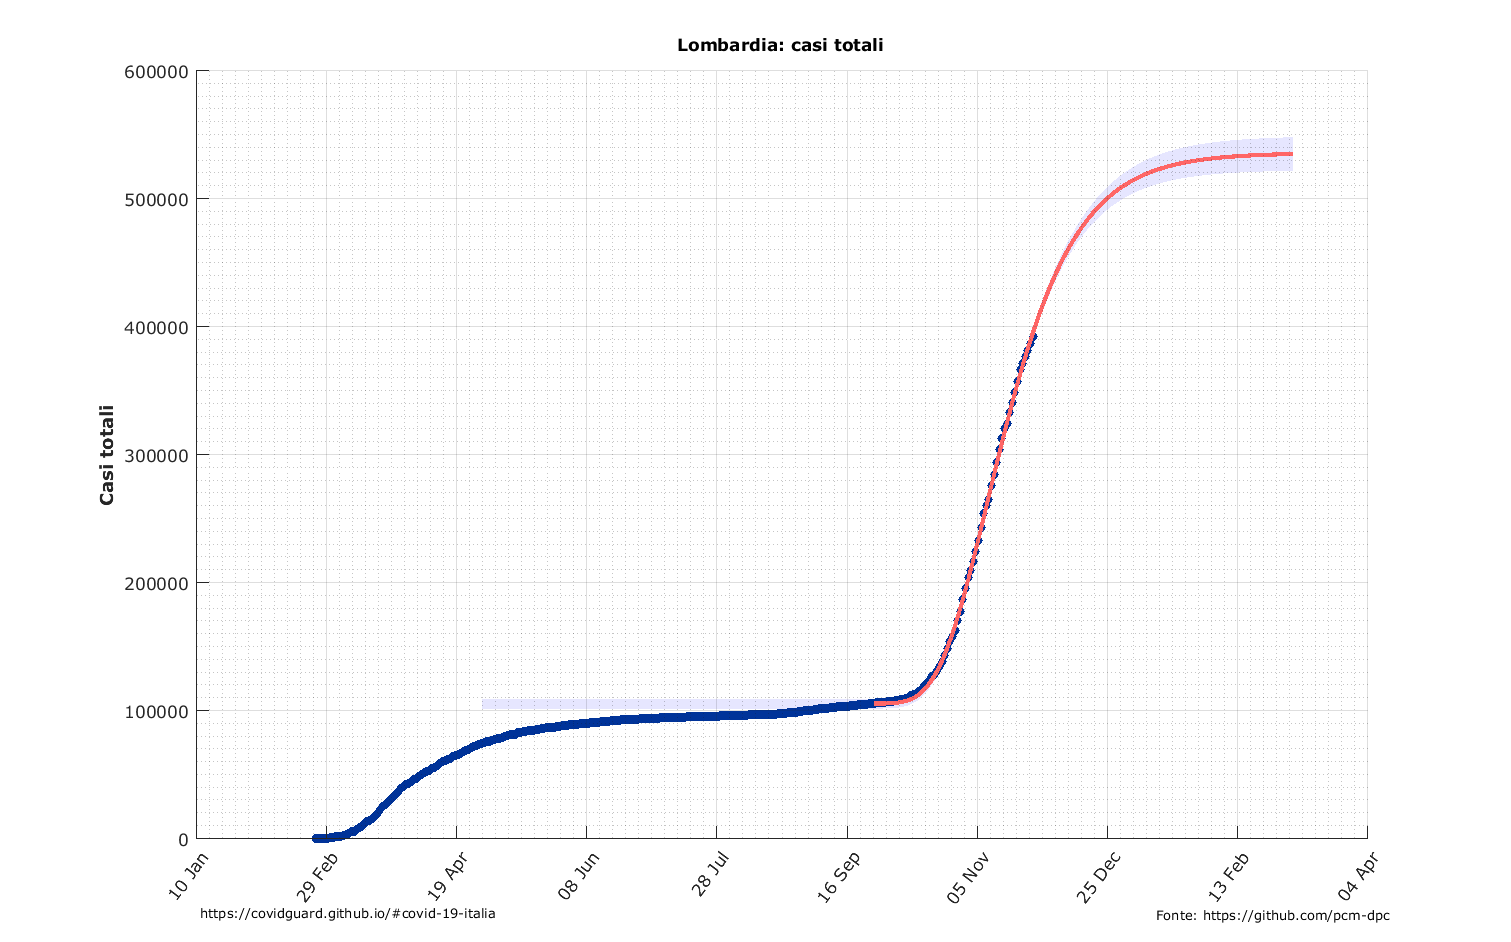 Lombardia: casi totali
600000
500000
400000
300000
200000
100000
0
Casi totali
10 Jan
29 Feb
19 Apr
08 Jun
28 Jul
16 Sep
05 Nov
25 Dec
13 Feb
04 Apr
https://covidguard.github.io/#covid-19-italia
Fonte: https://github.com/pcm-dpc